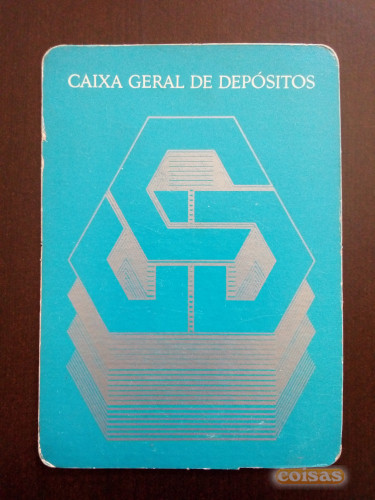 CAIXA GERAL DE DEPÓSITOS
coisas